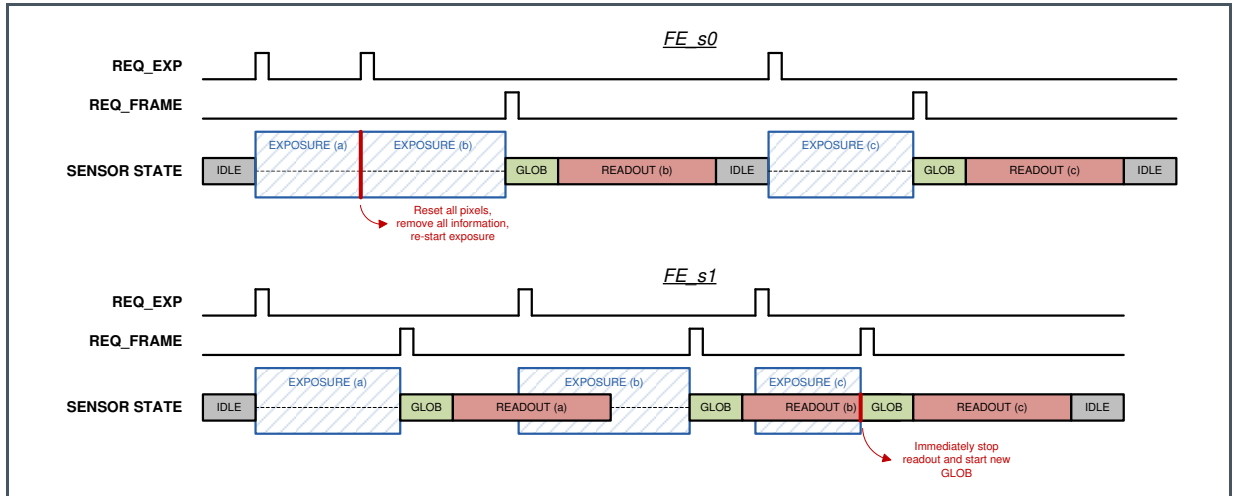 FE_s0
REQ_EXP
REQ_FRAME
EXPOSURE (a) EXPOSURE (b) EXPOSURE (c)
SENSOR STATE IDLE GLOB READOUT (b) IDLE GLOB READOUT (c) IDLE
Reset all pixels,
remove all information,
re-start exposure
FE_s1
REQ_EXP
REQ_FRAME
EXPOSURE (a) EXPOSURE (b) EXPOSURE (c)
SENSOR STATE IDLE GLOB READOUT (a) GLOB READOUT (b) GLOB READOUT (c) IDLE
Immediately stop
readout and start new
GLOB